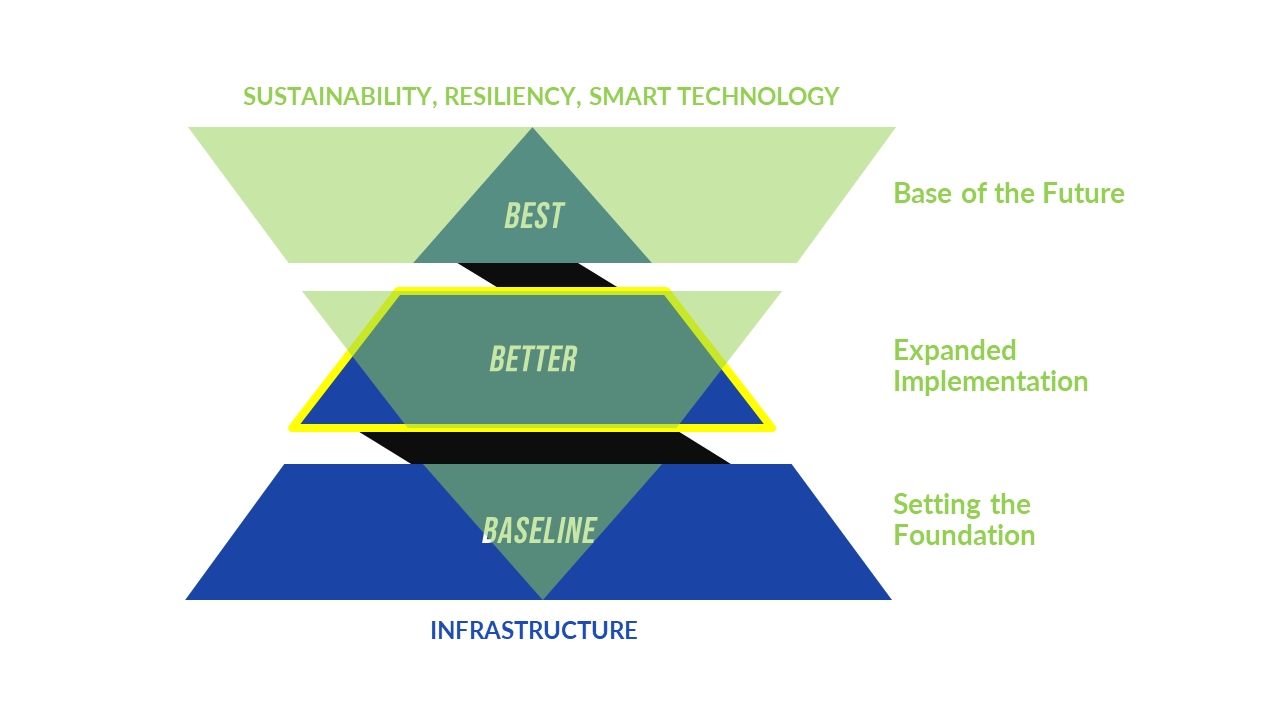 SUSTAINABILITY, RESILIENCY, SMART TECHNOLOGY
BEST
Base of the Future
BETTER
Expanded
Implementation
BASELINE
Setting the
Foundation
INFRASTRUCTURE